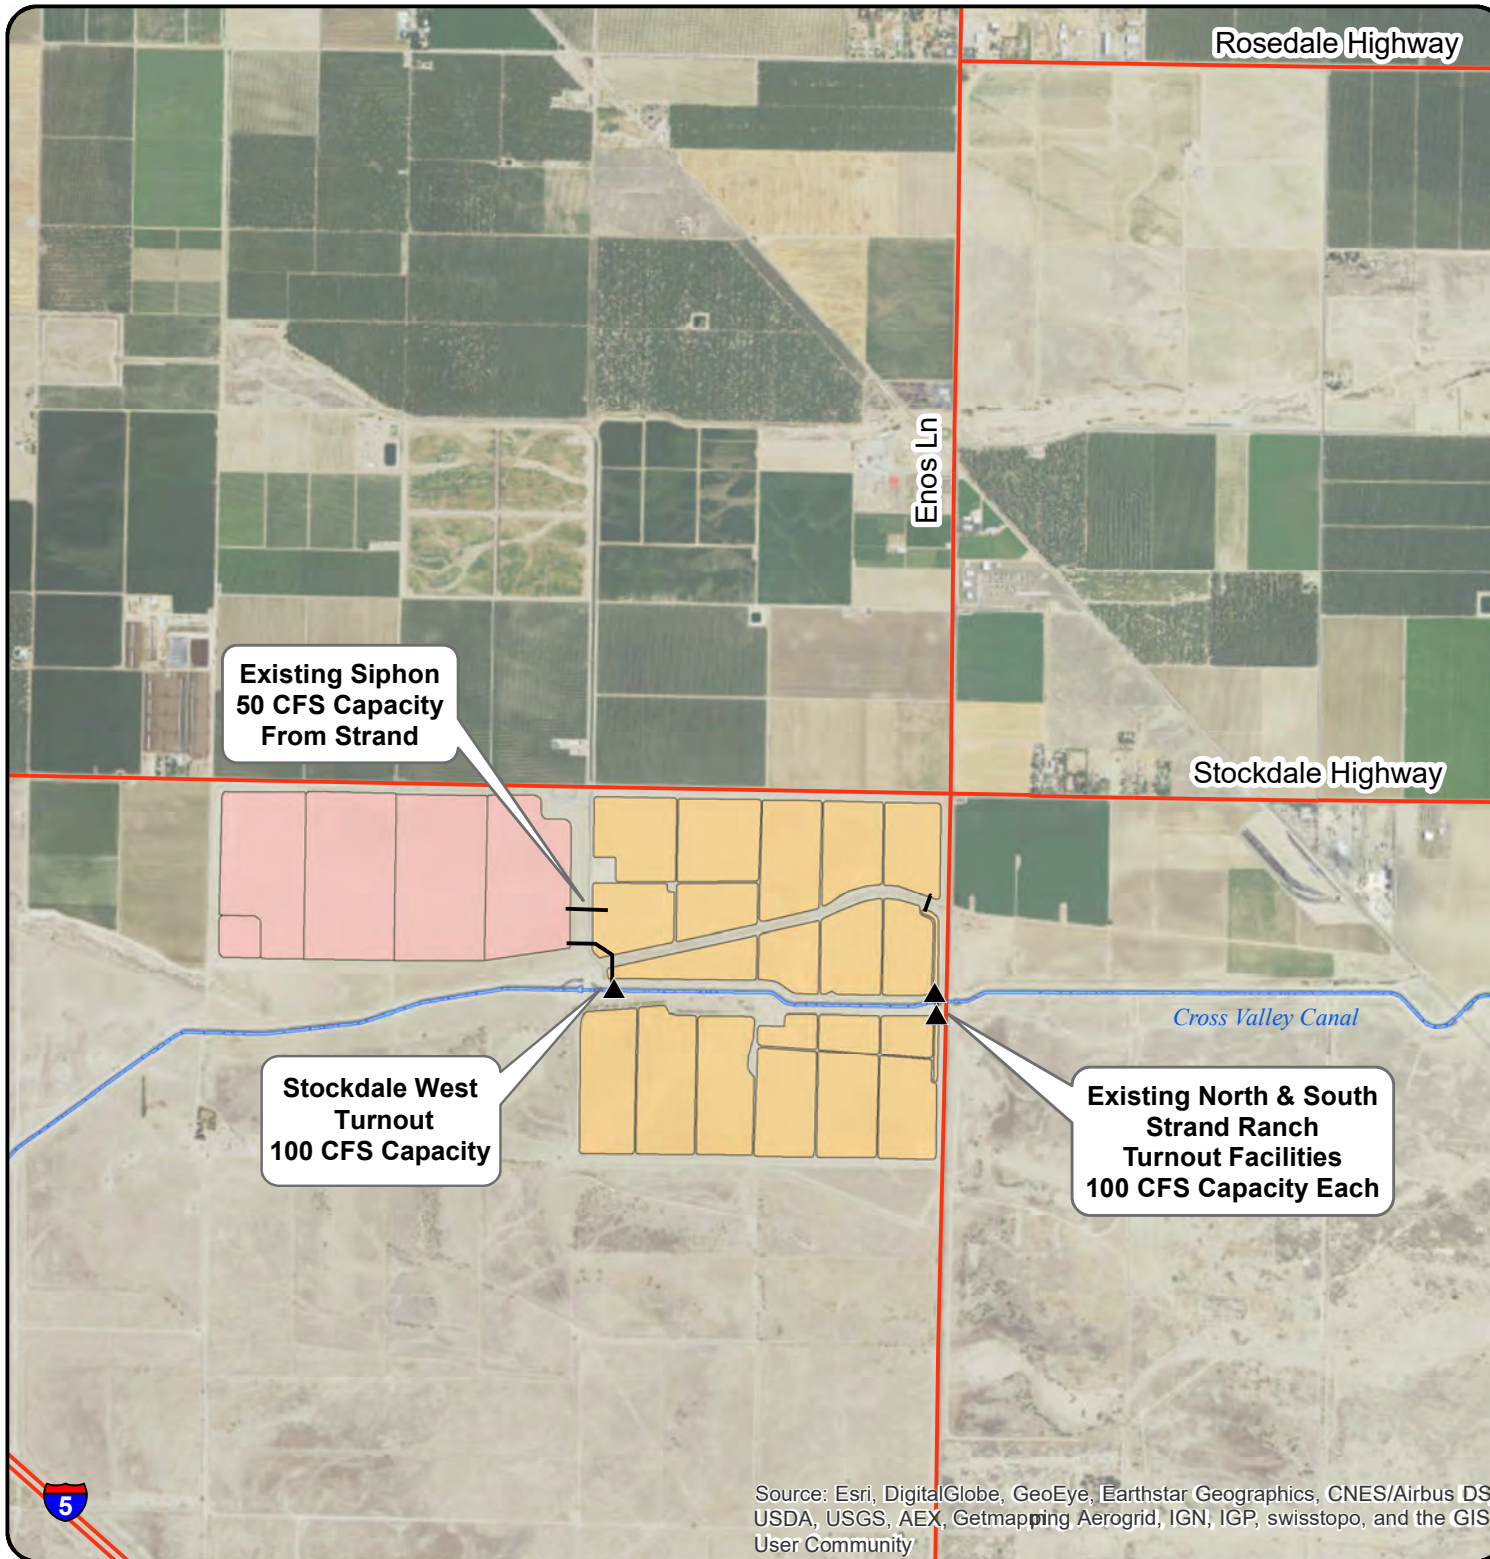 Rosedale Highway
Enos Ln
Existing Siphon
50 CFS Capacity
From Strand
Stockdale Highway
Cross Valley Canal
Stockdale West
Turnout
100 CFS Capacity
Existing North & South
Strand Ranch
Turnout Facilities
100 CFS Capacity Each
5
Source: Esri, DigitalGlobe, GeoEye, Earthstar Geographics, CNES/Airbus DS
USDA, USGS, AEX, Getmapping Aerogrid, IGN, IGP, swisstopo, and the GIS
User Community